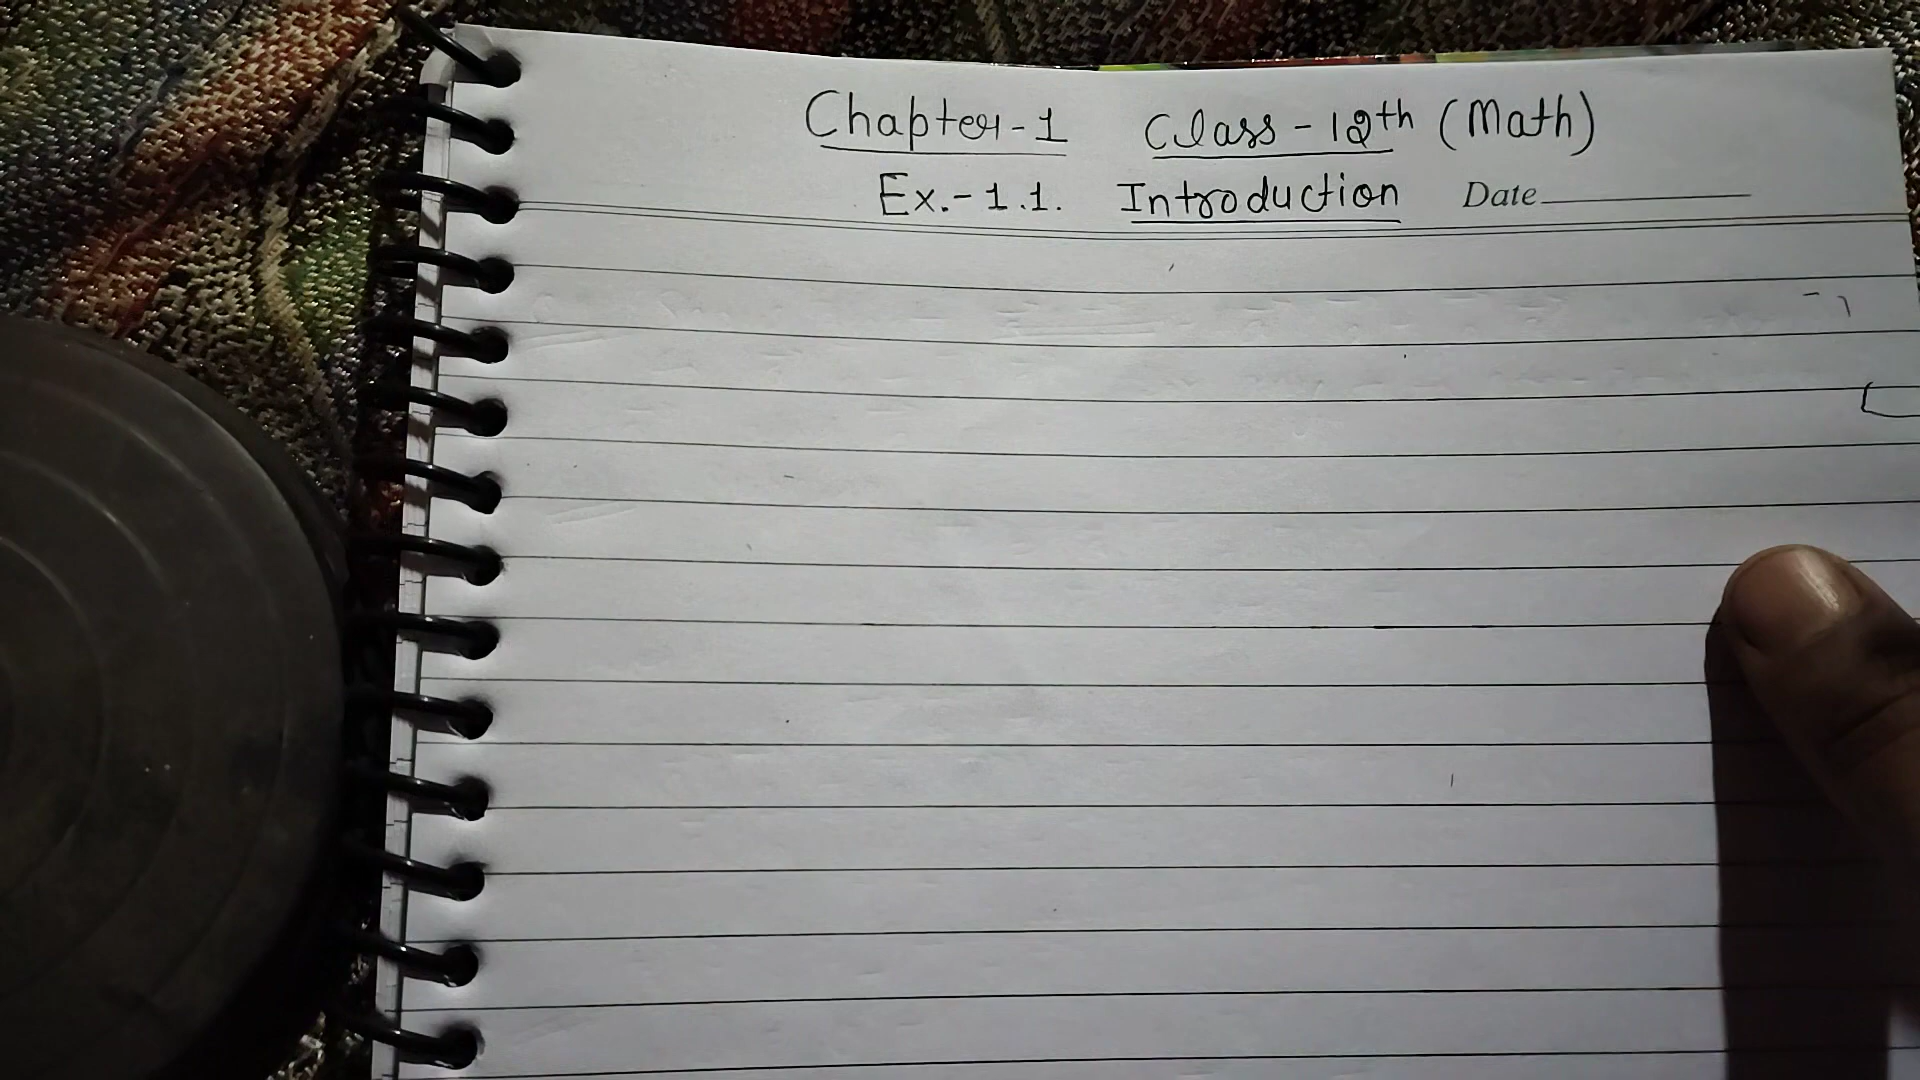 Chapter-1 Class-12th (Math)
Ex.-1.1. Introduction Date